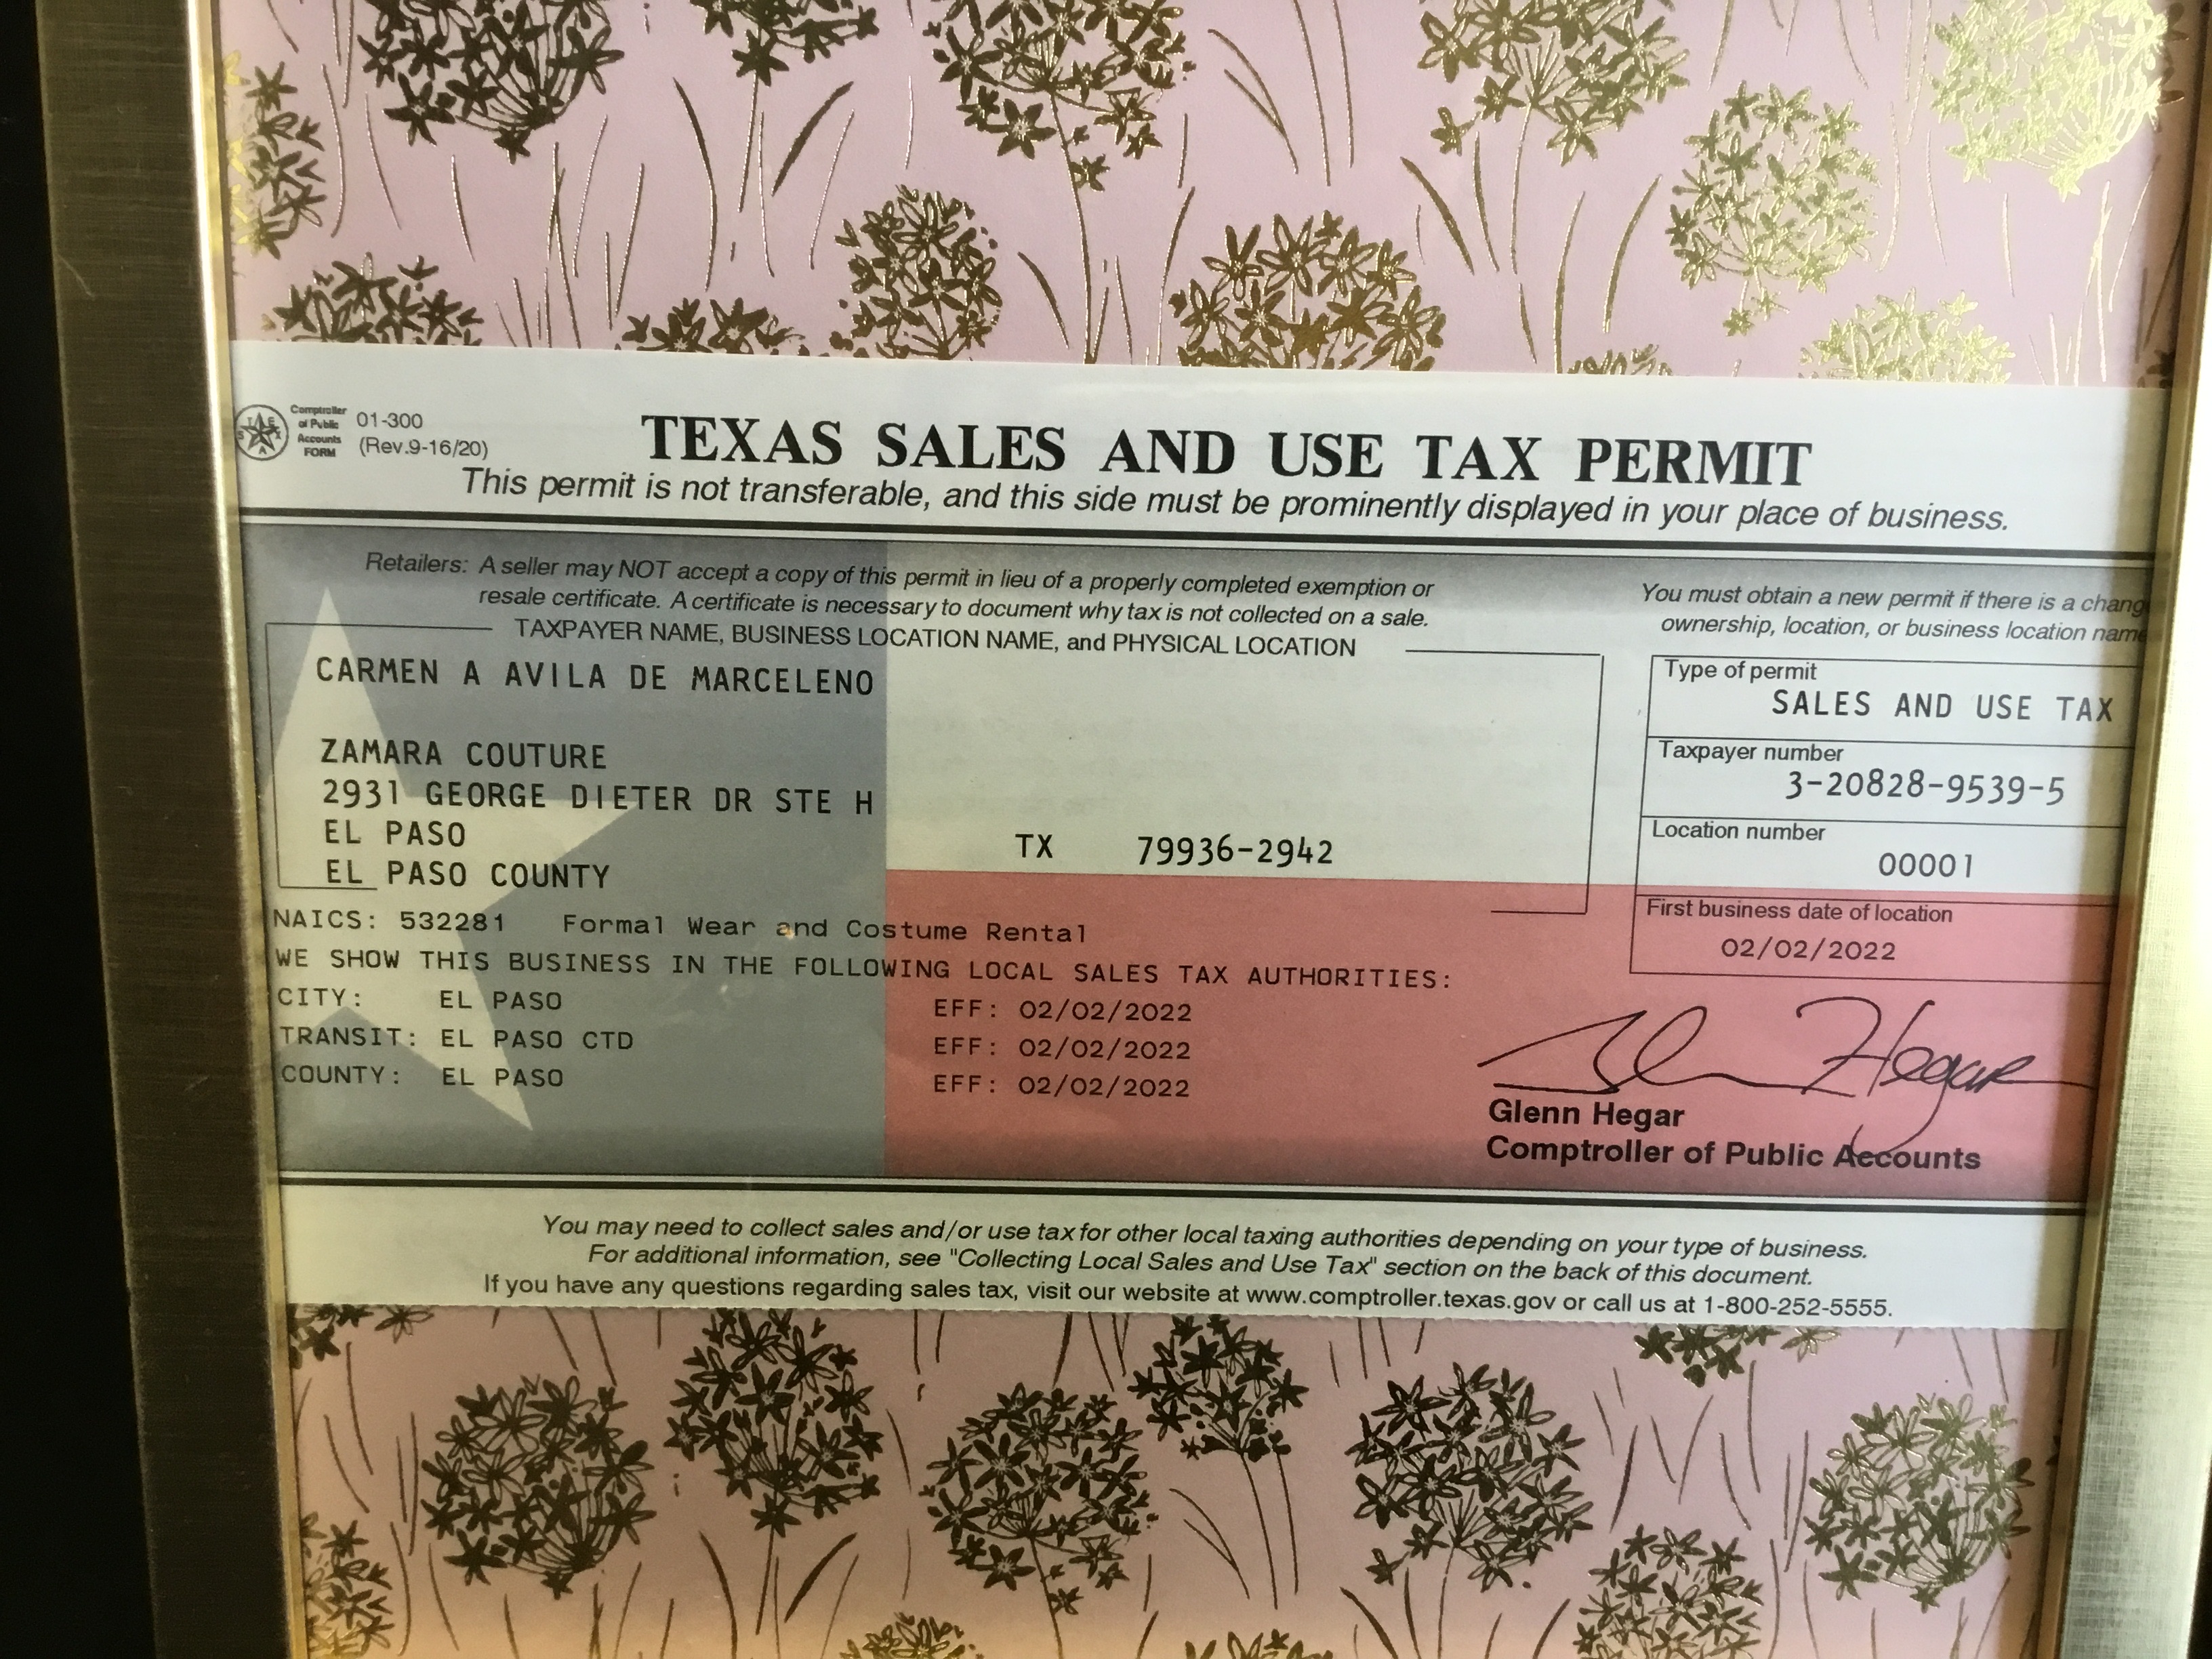 Comptroller
of Public
Accounts
FORM
01-300
(Rev.9-16/20)
TEXAS SALES AND USE TAX PERMIT
This permit is not transferable, and this side must be prominently displayed in your place of business.
Retailers: A seller may NOT accept a copy of this permit in lieu of a properly completed exemption or
resale certificate. A certificate is necessary to document why tax is not collected on a sale.
TAXPAYER NAME, BUSINESS LOCATION NAME, and PHYSICAL LOCATION
CARMEN A AVILA DE MARCELENO
ZAMARA COUTURE
2931 GEORGE DIETER DR STE H
EL PASO TX 79936-2942
EL PASO COUNTY
You must obtain a new permit if there is a chang
ownership, location, or business location name
Type of permit
SALES AND USE TAX
Taxpayer number
3-20828-9539-5
Location number
00001
First business date of location
02/02/2022
NAICS: 532281 Formal Wear and Costume Rental
WE SHOW THIS BUSINESS IN THE FOLLOWING LOCAL SALES TAX AUTHORITIES:
CITY: EL PASO EFF: 02/02/2022
TRANSIT: EL PASO CTD EFF: 02/02/2022
COUNTY: EL PASO EFF: 02/02/2022
Glenn Hegar
Glenn Hegar
Comptroller of Public Accounts
You may need to collect sales and/or use tax for other local taxing authorities depending on your type of business.
For additional information, see "Collecting Local Sales and Use Tax" section on the back of this document.
If you have any questions regarding sales tax, visit our website at www.comptroller.texas.gov or call us at 1-800-252-5555.